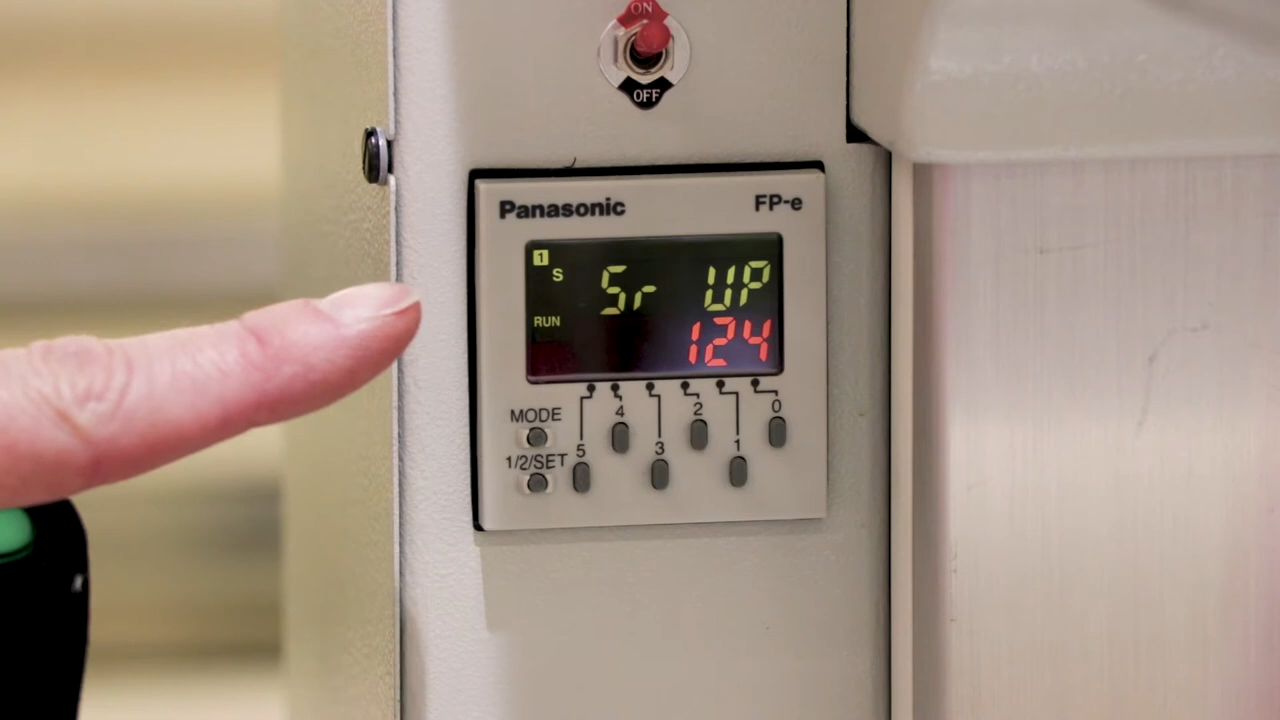 ON
OFF
Panasonic FP-e
1
S Sr UP
RUN 124
MODE 4 2 0
1/2/SET 5 3 1